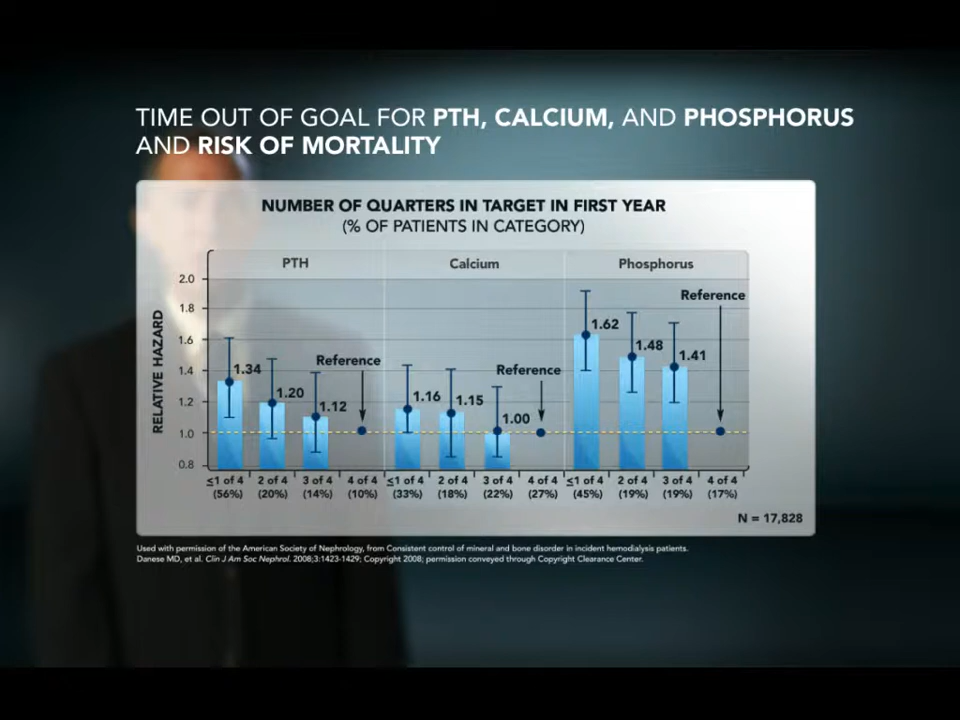 TIME OUT OF GOAL FOR PTH, CALCIUM, AND PHOSPHORUS
AND RISK OF MORTALITY
NUMBER OF QUARTERS IN TARGET IN FIRST YEAR
(% OF PATIENTS IN CATEGORY)
PTH
Calcium
Phosphorus
RELATIVE HAZARD
2.0
1.8
1.6
1.4
1.2
1.0
0.8
1.34
1.20
1.12
Reference
1.16
1.15
1.00
Reference
1.62
1.48
1.41
Reference
≤1 of 4 2 of 4 3 of 4 4 of 4 ≤1 of 4 2 of 4 3 of 4 4 of 4 ≤1 of 4 2 of 4 3 of 4 4 of 4
(56%) (20%) (14%) (10%) (33%) (18%) (22%) (27%) (45%) (19%) (19%) (17%)
N = 17,828
Used with permission of the American Society of Nephrology, from Consistent control of mineral and bone disorder in incident hemodialysis patients.
Danese MD, et al. Clin J Am Soc Nephrol. 2008;3:1423-1429; Copyright 2008; permission conveyed through Copyright Clearance Center.